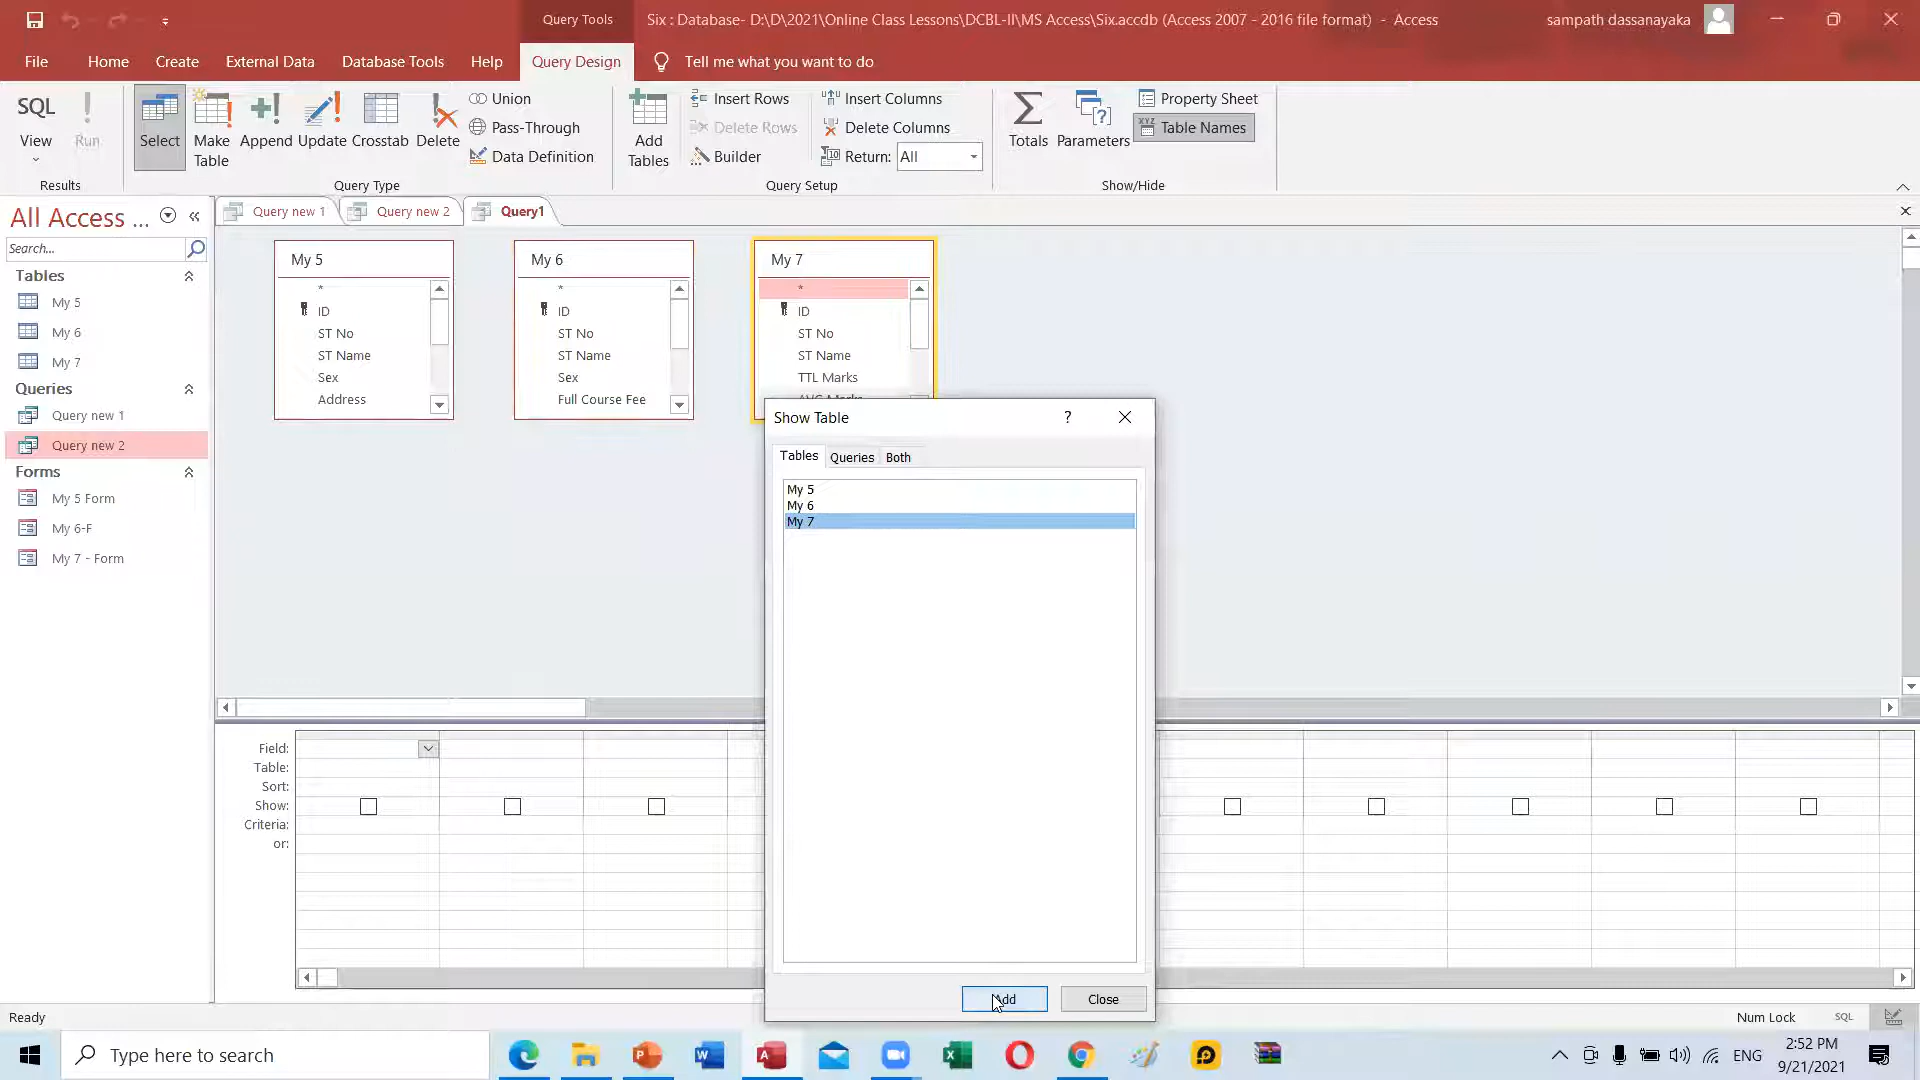 Query Tools
Six : Database- D:\D\2021\Online Class Lessons\DCBL-II\MS Access\Six.accdb (Access 2007 - 2016 file format) - Access
sampath dassanayaka
File Home Create External Data Database Tools Help Query Design Tell me what you want to do
SQL
View
Run
Results
Select
Make Table
Append
Update
Crosstab
Delete
Union
Pass-Through
Data Definition
Query Type
Add Tables
Insert Rows
Delete Rows
Builder
Insert Columns
Delete Columns
Return: All
Query Setup
Totals
Parameters
Property Sheet
XYZ Table Names
Show/Hide
All Access ...
Search...
Tables
My 5
My 6
My 7
Queries
Query new 1
Query new 2
Forms
My 5 Form
My 6-F
My 7 - Form
Query new 1
Query new 2
Query1
My 5
*
ID
ST No
ST Name
Sex
Address
My 6
*
ID
ST No
ST Name
Sex
Full Course Fee
My 7
*
ID
ST No
ST Name
TTL Marks
Show Table
?
Tables Queries Both
My 5
My 6
My 7
Add
Close
Field:
Table:
Sort:
Show:
Criteria:
or:
Ready
Num Lock
SQL
Type here to search
ENG
2:52 PM
9/21/2021